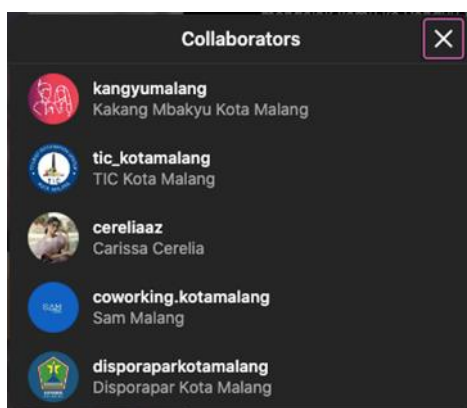 Collaborators
kangyumalang
Kakang Mbakyu Kota Malang
tic_kotamalang
TIC Kota Malang
TIC
cereliaaz
Carissa Cerelia
coworking.kotamalang
Sam Malang
disporaparkotamalang
Disporapar Kota Malang